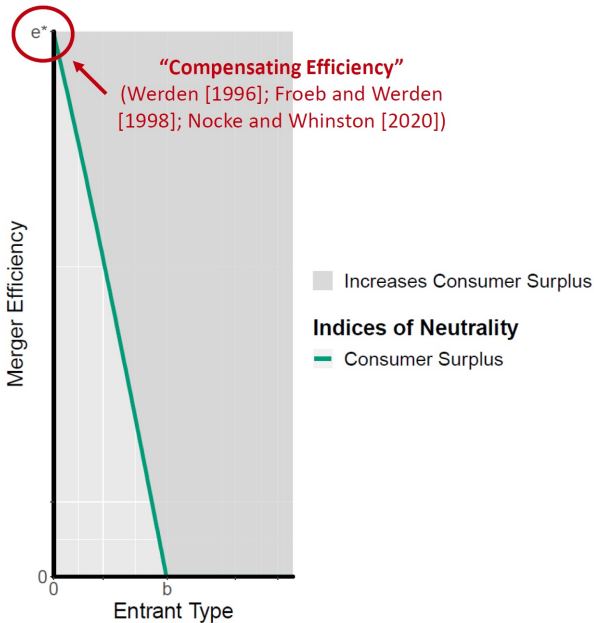 e*
“Compensating Efficiency”
(Werden [1996]; Froeb and Werden
[1998]; Nocke and Whinston [2020])
Merger Efficiency
Increases Consumer Surplus
Indices of Neutrality
Consumer Surplus
0
0
b
Entrant Type